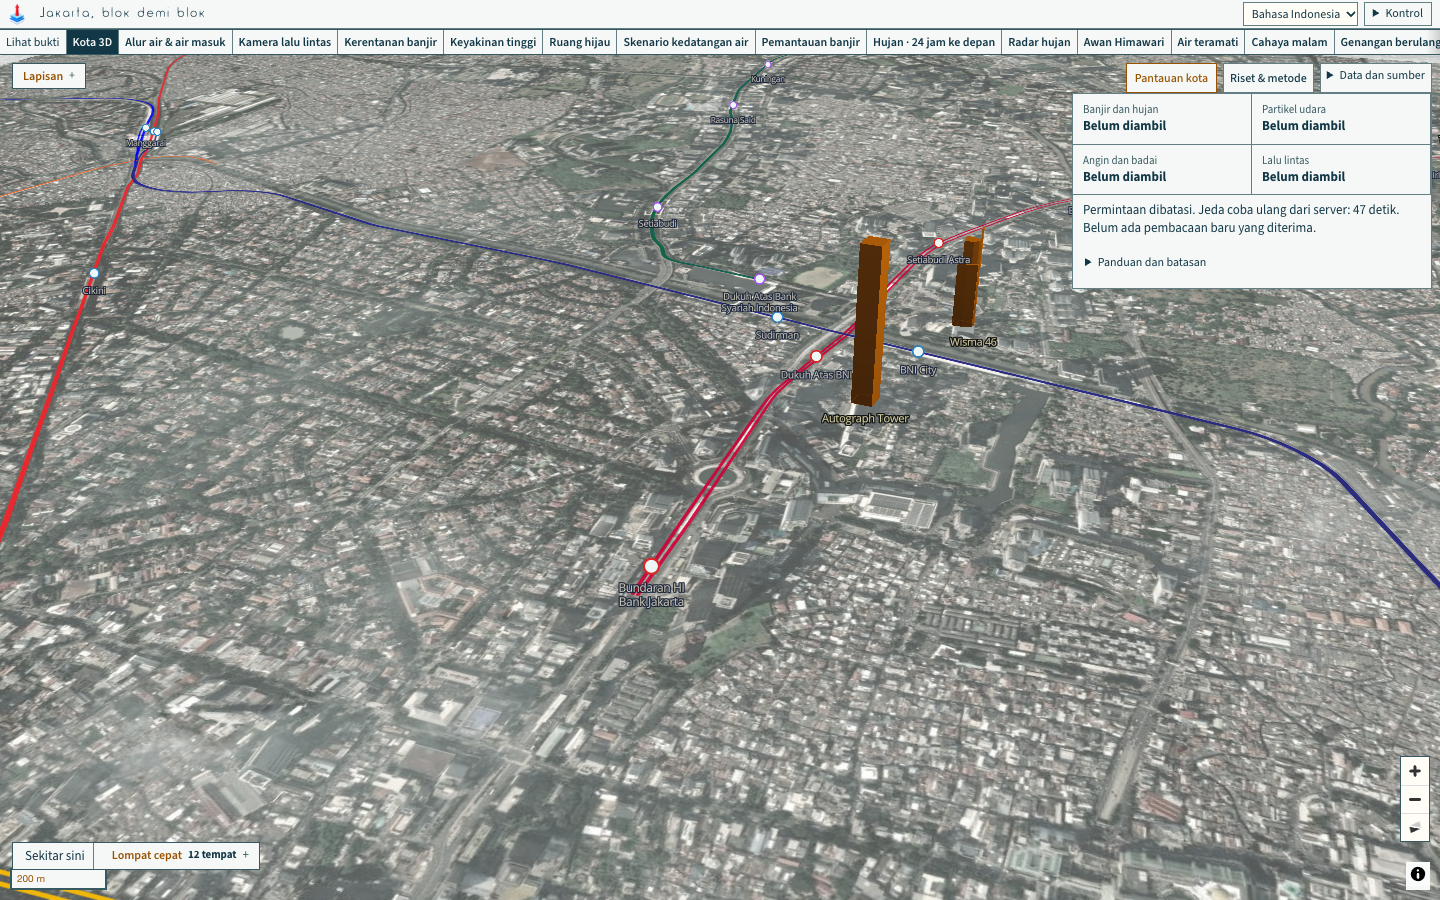 Jakarta, blok demi blok
Bahasa Indonesia
Kontrol
Lihat bukti
Kota 3D
Alur air & air masuk
Kamera lalu lintas
Kerentanan banjir
Keyakinan tinggi
Ruang hijau
Skenario kedatangan air
Pemantauan banjir
Hujan · 24 jam ke depan
Radar hujan
Awan Himawari
Air teramati
Cahaya malam
Genangan berulang
Lapisan +
Pantauan kota
Riset & metode
Data dan sumber
Banjir dan hujan
Belum diambil
Partikel udara
Belum diambil
Angin dan badai
Belum diambil
Lalu lintas
Belum diambil
Permintaan dibatasi. Jeda coba ulang dari server: 47 detik.
Belum ada pembacaan baru yang diterima.
Panduan dan batasan
Kuningan
Rasuna Said
Manggarai
Setiabudi
Setiabudi Astra
Cikini
Dukuh Atas Bank
Syariah Indonesia
Sudirman
Wisma 46
Dukuh Atas BNI
BNI City
Autograph Tower
Bundaran HI
Bank Jakarta
Sekitar sini
Lompat cepat 12 tempat +
200 m